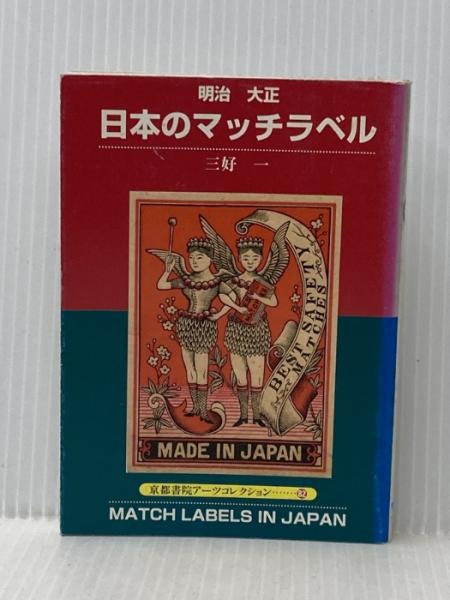 明治 大正
日本のマッチラベル
三好 一
BEST SAFETY
MATCHES
MADE IN JAPAN
京都書院アーツコレクション……82
MATCH LABELS IN JAPAN